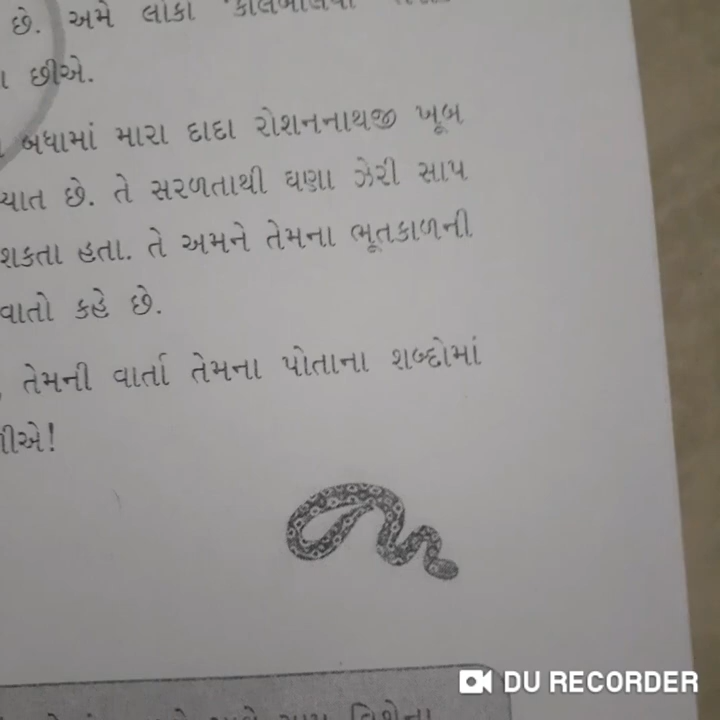 છે. અમે લોકો
છીએ.
બધામાં મારા દાદા રોશનનાથજી ખૂબ
છે. તે સરળતાથી ઘણા ઝેરી સાપ
શકતા હતા. તે અમને તેમના ભૂતકાળની
વાતો કહે છે.
તેમની વાર્તા તેમના પોતાના શબ્દોમાં
DU RECORDER